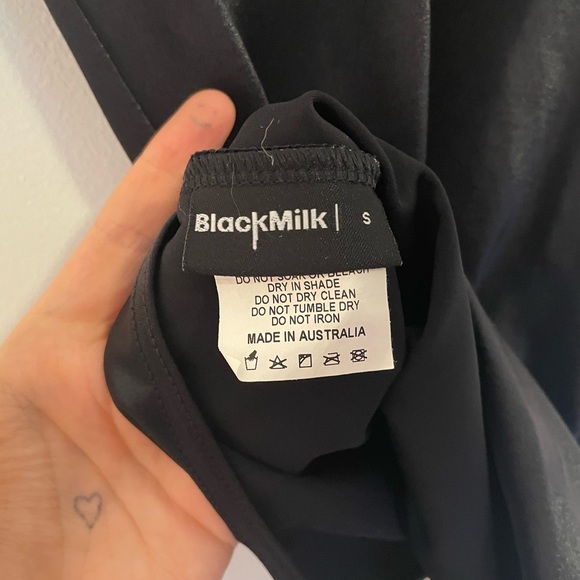 BlackMilk | S
DO NOT SOAK OR BLEACH
DRY IN SHADE
DO NOT DRY CLEAN
DO NOT TUMBLE DRY
DO NOT IRON
MADE IN AUSTRALIA